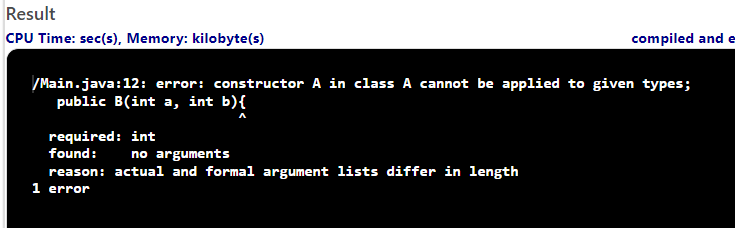 Result
CPU Time: sec(s), Memory: kilobyte(s) compiled and e
/Main.java:12: error: constructor A in class A cannot be applied to given types;
public B(int a, int b){
^
required: int
found: no arguments
reason: actual and formal argument lists differ in length
1 error